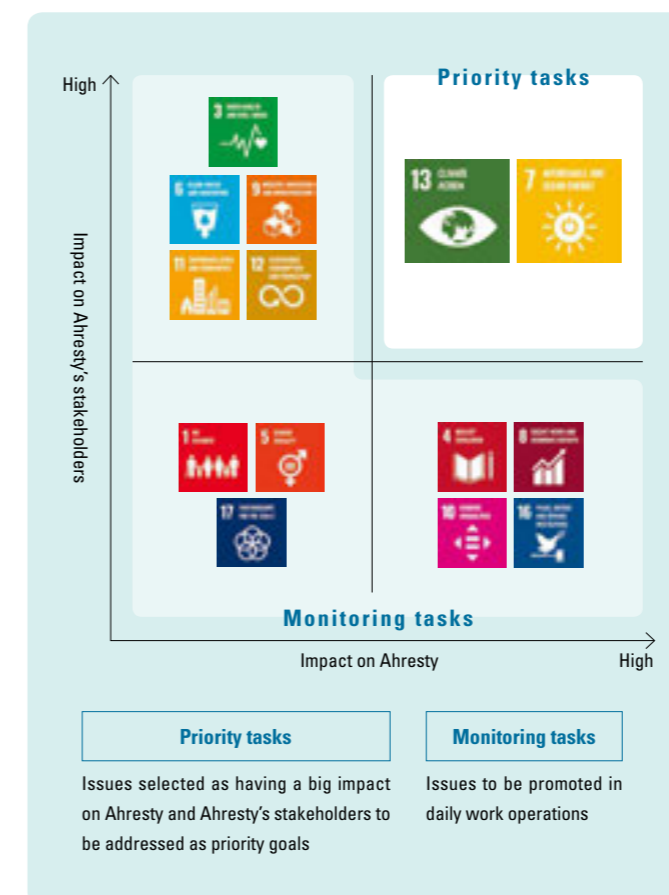 High
Priority tasks
3
13 CLIMATE
ACTION
7
6
9
11
12
Impact on Ahresty's stakeholders
1
5
4
8
17
10
16
Monitoring tasks
Impact on Ahresty
High
Priority tasks
Issues selected as having a big impact
on Ahresty and Ahresty's stakeholders to
be addressed as priority goals
Monitoring tasks
Issues to be promoted in
daily work operations